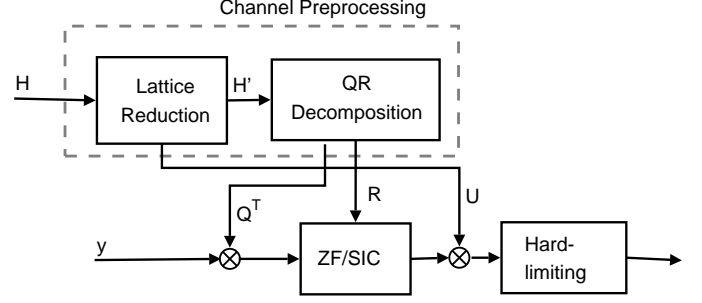 Channel Preprocessing
H
Lattice
Reduction
H'
QR
Decomposition
Q^T
R
U
y
ZF/SIC
Hard-
limiting